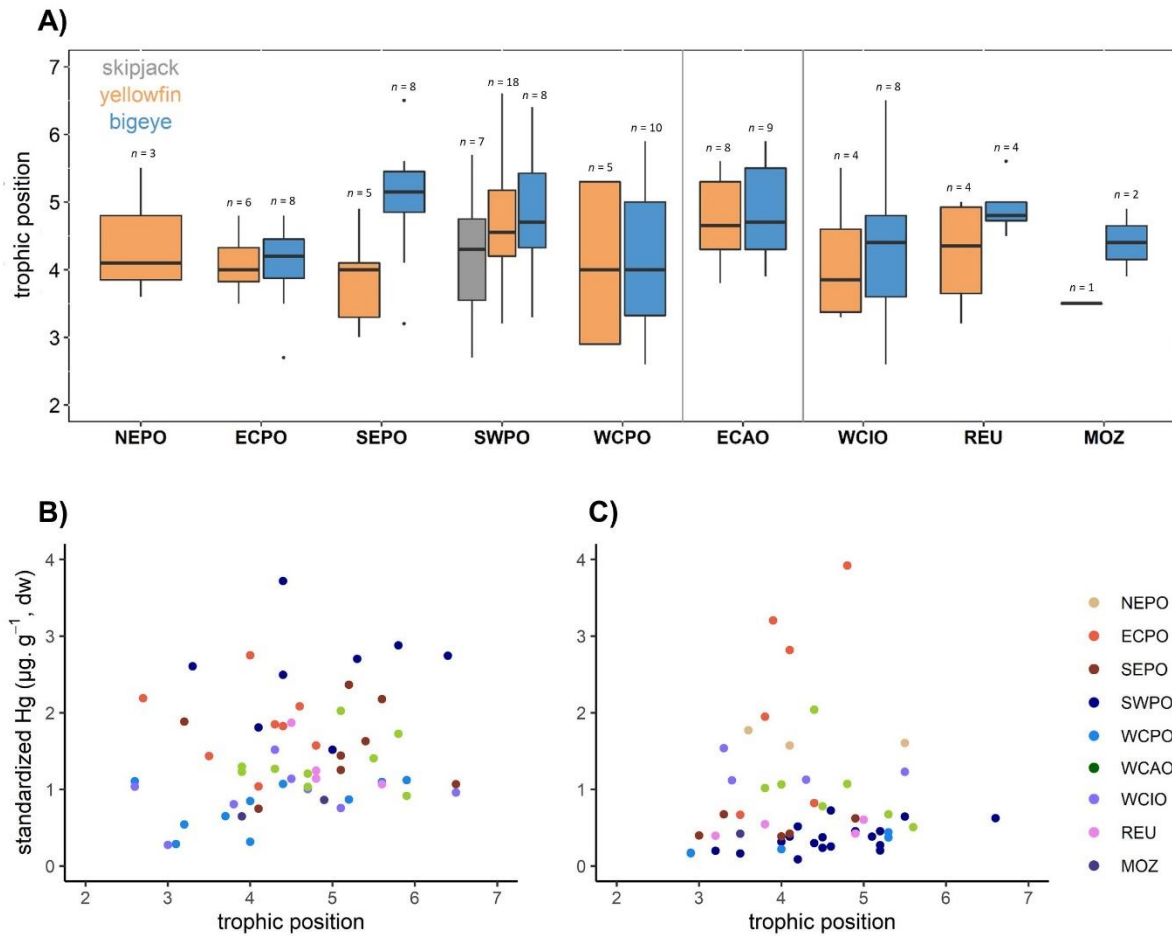 A)
skipjack
yellowfin
bigeye
trophic position
7
6
5
4
3
2
n = 3
n = 6
n = 8
n = 5
n = 8
n = 7
n = 18
n = 8
n = 5
n = 10
n = 8
n = 9
n = 4
n = 8
n = 4
n = 4
n = 1
n = 2
NEPO ECPO SEPO SWPO WCPO ECAO WCIO REU MOZ
B)
standardized Hg (µg. g⁻¹, dw)
4
3
2
1
0
2 3 4 5 6 7
trophic position
C)
4
3
2
1
0
2 3 4 5 6 7
trophic position
NEPO
ECPO
SEPO
SWPO
WCPO
WCAO
WCIO
REU
MOZ